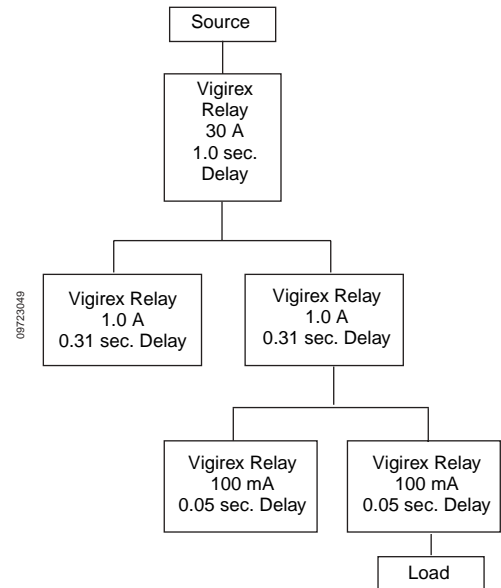 Source
Vigirex
Relay
30 A
1.0 sec.
Delay
09723049
Vigirex Relay
1.0 A
0.31 sec. Delay
Vigirex Relay
1.0 A
0.31 sec. Delay
Vigirex Relay
100 mA
0.05 sec. Delay
Vigirex Relay
100 mA
0.05 sec. Delay
Load